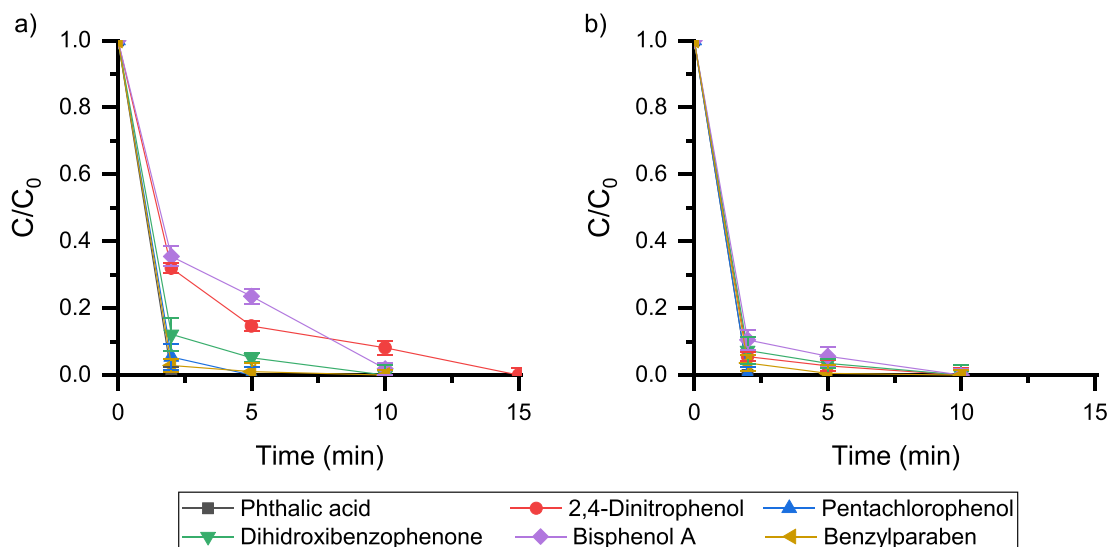 a)
1.0
0.8
0.6
0.4
0.2
0.0
C/C0
0
5
10
15
Time (min)
b)
1.0
0.8
0.6
0.4
0.2
0.0
C/C0
0
5
10
15
Time (min)
Phthalic acid 2,4-Dinitrophenol Pentachlorophenol
Dihidroxibenzophenone Bisphenol A Benzylparaben